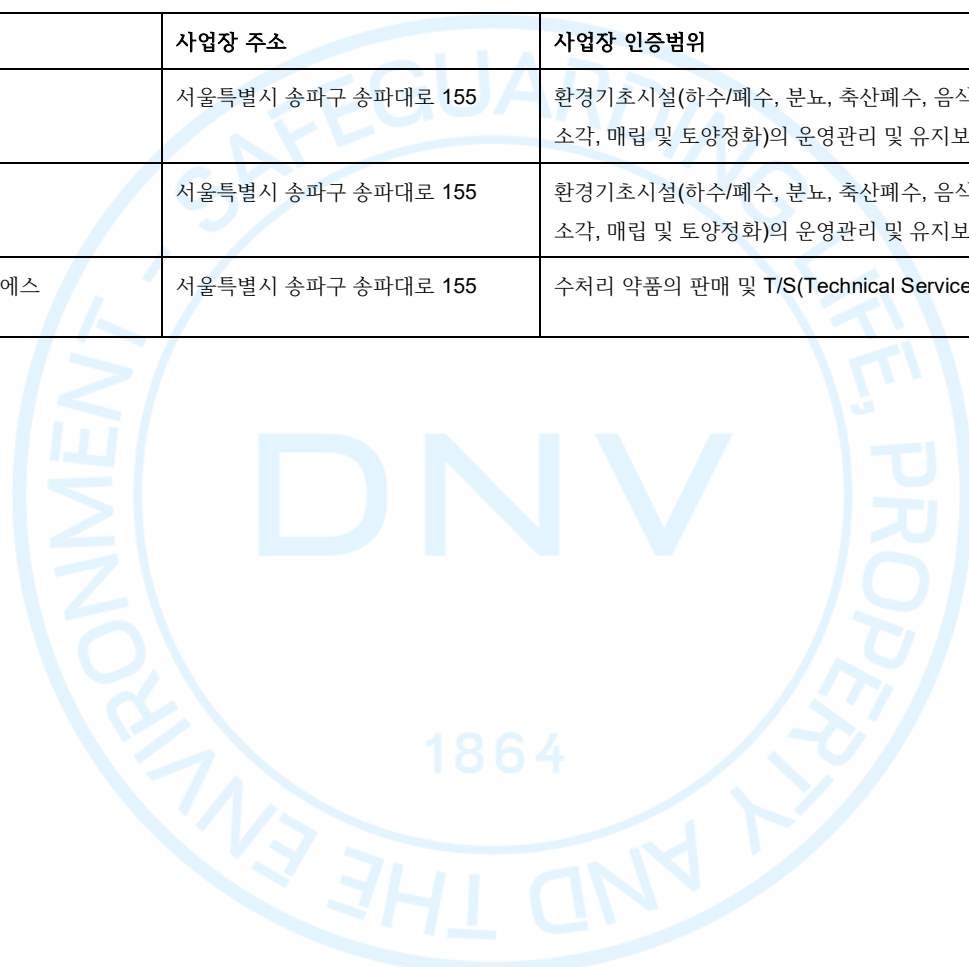 사업장 주소 사업장 인증범위
서울특별시 송파구 송파대로 155 환경기초시설(하수/폐수, 분뇨, 축산폐수, 음식
소각, 매립 및 토양정화)의 운영관리 및 유지보
서울특별시 송파구 송파대로 155 환경기초시설(하수/폐수, 분뇨, 축산폐수, 음식
소각, 매립 및 토양정화)의 운영관리 및 유지보
에스 서울특별시 송파구 송파대로 155 수처리 약품의 판매 및 T/S(Technical Service
SAFEGUARDING LIFE, PROPERTY AND THE ENVIRONMENT -
DNV
1864